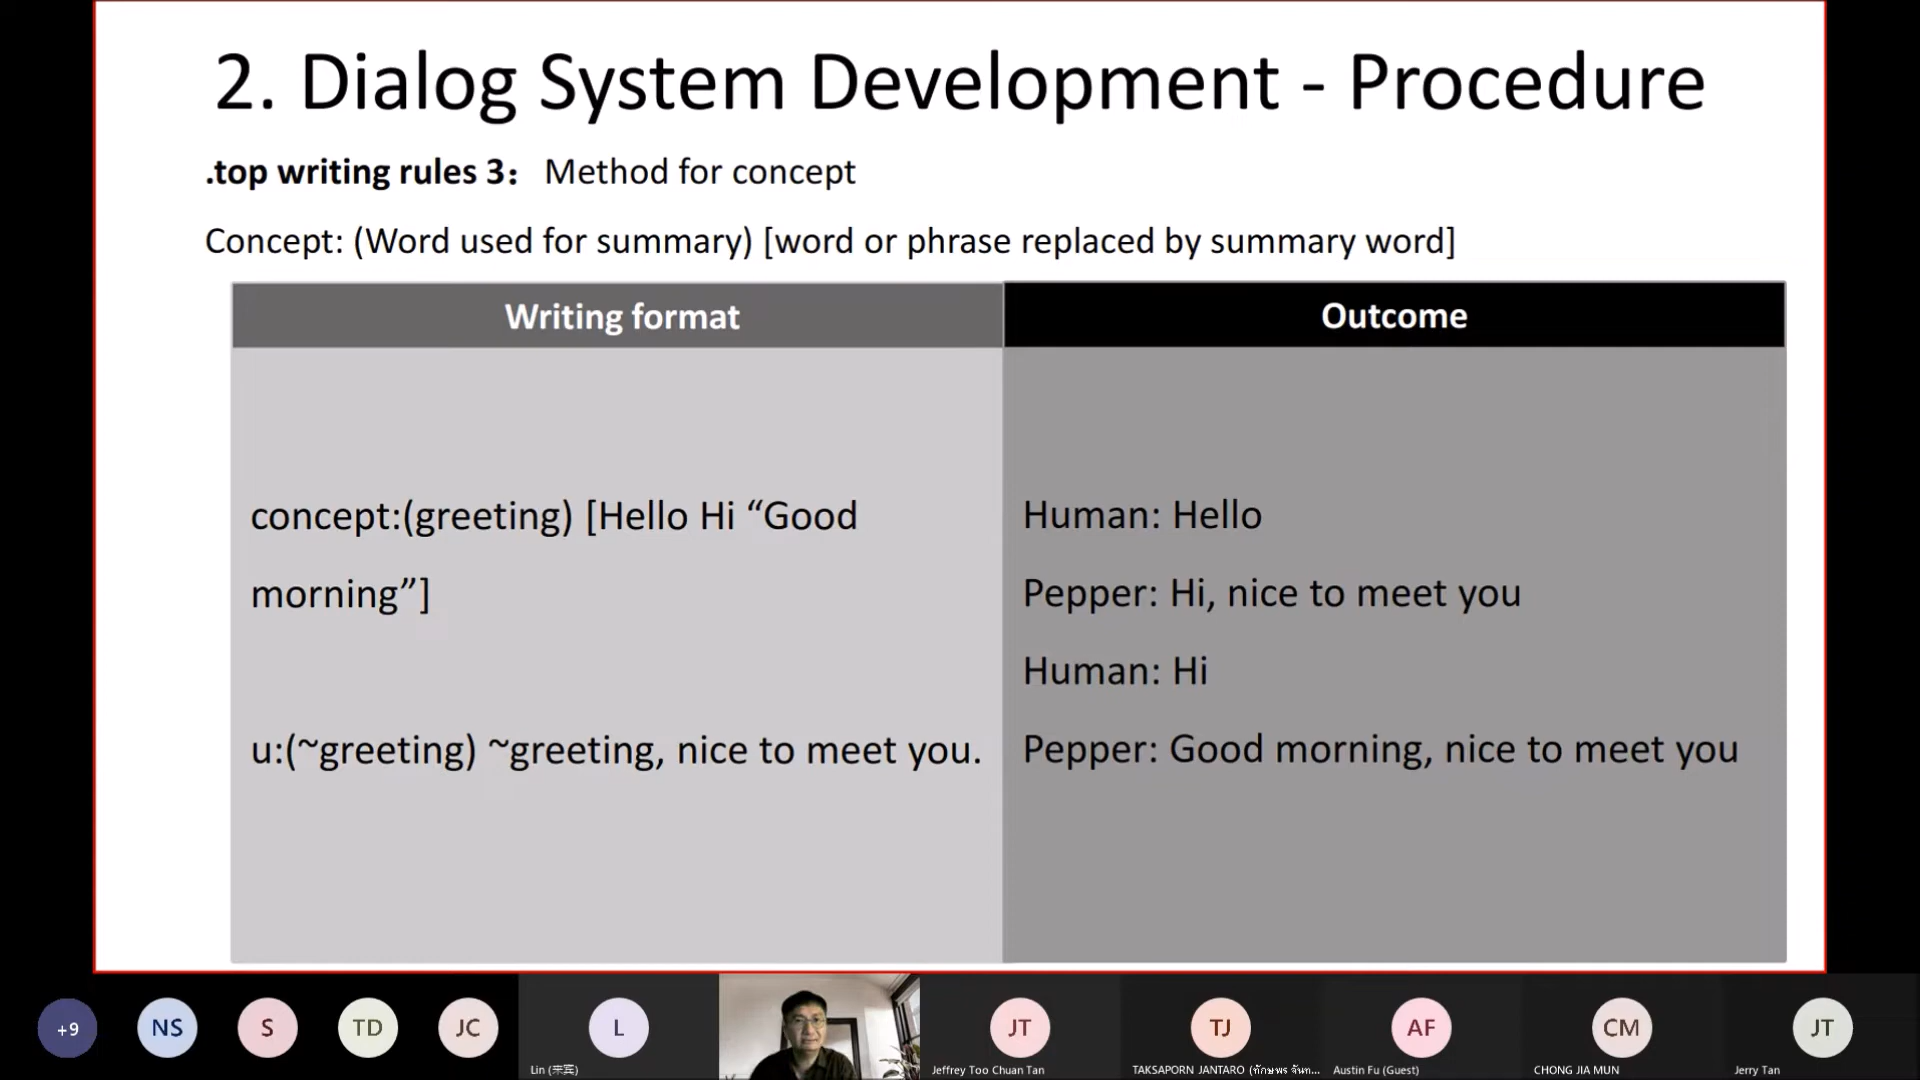 2. Dialog System Development - Procedure
.top writing rules 3： Method for concept
Concept: (Word used for summary) [word or phrase replaced by summary word]
Writing format
Outcome
concept:(greeting) [Hello Hi “Good
morning”]
u:(~greeting) ~greeting, nice to meet you.
Human: Hello
Pepper: Hi, nice to meet you
Human: Hi
Pepper: Good morning, nice to meet you
+9
NS
S
TD
JC
L
JT
TJ
AF
CM
JT
Lin (来宾)
Jeffrey Too Chuan Tan
TAKSAPORN JANTARO (ทักษพร จันท...
Austin Fu (Guest)
CHONG JIA MUN
Jerry Tan